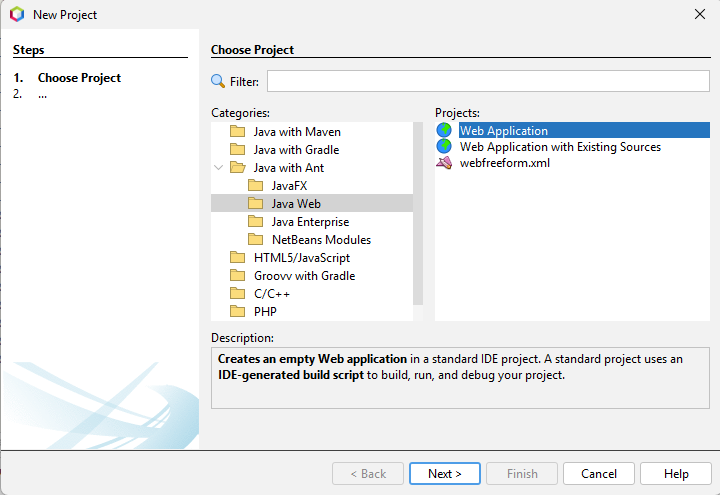 New Project
Steps
1. Choose Project
2. ...
Choose Project
Filter:
Categories:
Java with Maven
Java with Gradle
Java with Ant
JavaFX
Java Web
Java Enterprise
NetBeans Modules
HTML5/JavaScript
Groovv with Gradle
C/C++
PHP
Projects:
Web Application
Web Application with Existing Sources
webfreeform.xml
Description:
Creates an empty Web application in a standard IDE project. A standard project uses an
IDE-generated build script to build, run, and debug your project.
< Back
Next >
Finish
Cancel
Help